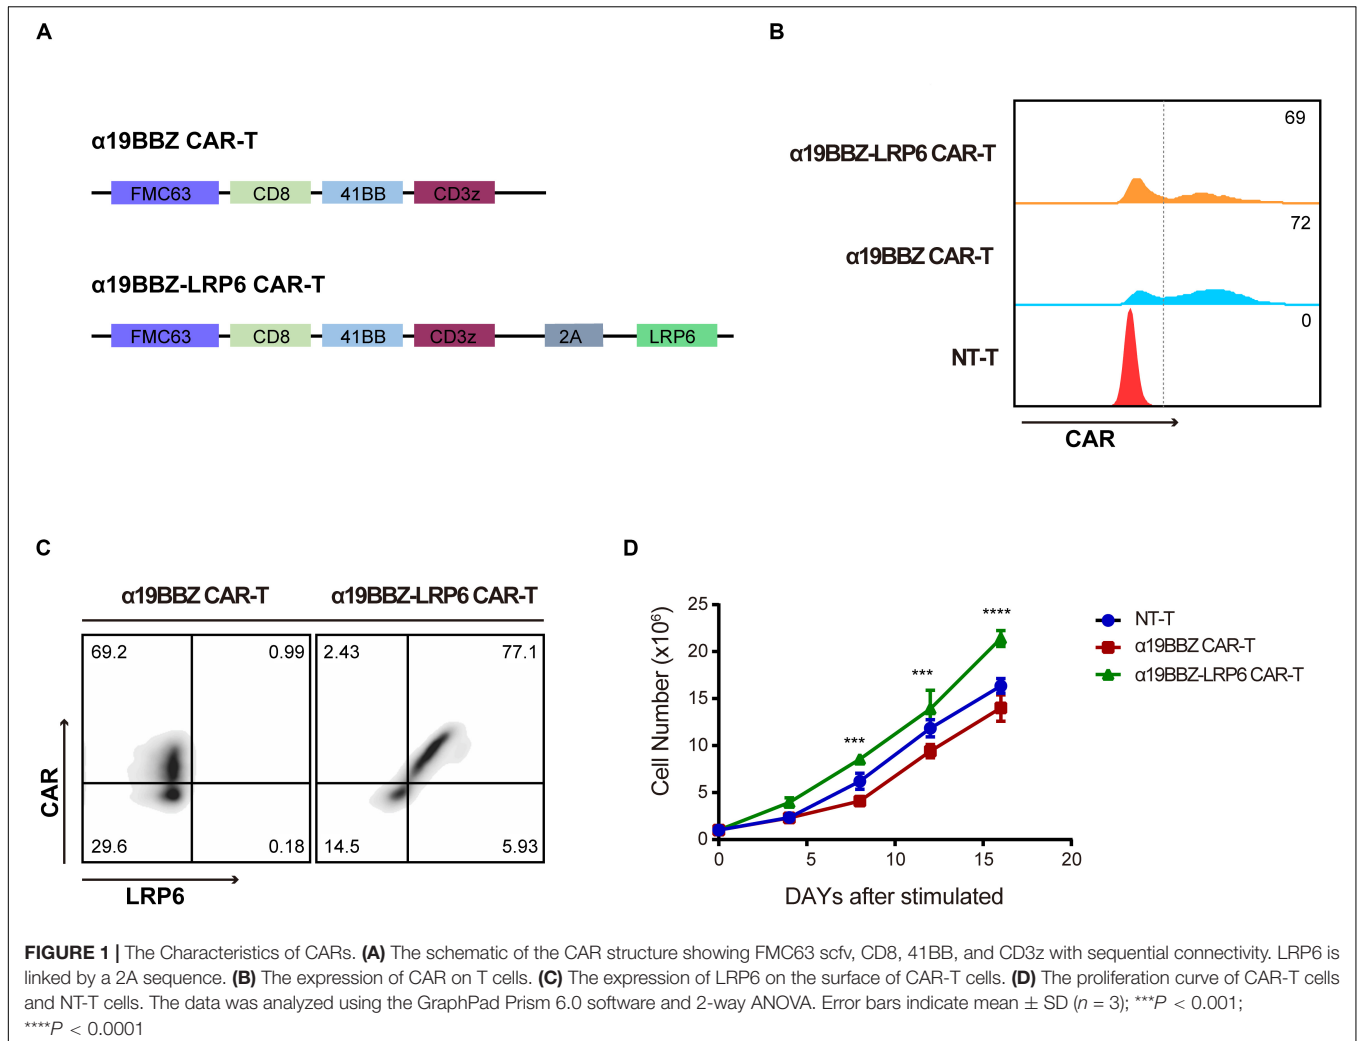 A
α19BBZ CAR-T
FMC63 CD8 41BB CD3z
α19BBZ-LRP6 CAR-T
FMC63 CD8 41BB CD3z 2A LRP6
B
69
α19BBZ-LRP6 CAR-T
72
α19BBZ CAR-T
0
NT-T
CAR
C
α19BBZ CAR-T α19BBZ-LRP6 CAR-T
69.2 0.99 2.43 77.1
CAR
29.6 0.18 14.5 5.93
LRP6
D
Cell Number (x10⁶)
25
20
15
10
5
0
0 5 10 15 20
*** *** ****
DAYs after stimulated
NT-T
α19BBZ CAR-T
α19BBZ-LRP6 CAR-T
FIGURE 1 | The Characteristics of CARs. (A) The schematic of the CAR structure showing FMC63 scfv, CD8, 41BB, and CD3z with sequential connectivity. LRP6 is
linked by a 2A sequence. (B) The expression of CAR on T cells. (C) The expression of LRP6 on the surface of CAR-T cells. (D) The proliferation curve of CAR-T cells
and NT-T cells. The data was analyzed using the GraphPad Prism 6.0 software and 2-way ANOVA. Error bars indicate mean ± SD (n = 3); ***P < 0.001;
****P < 0.0001